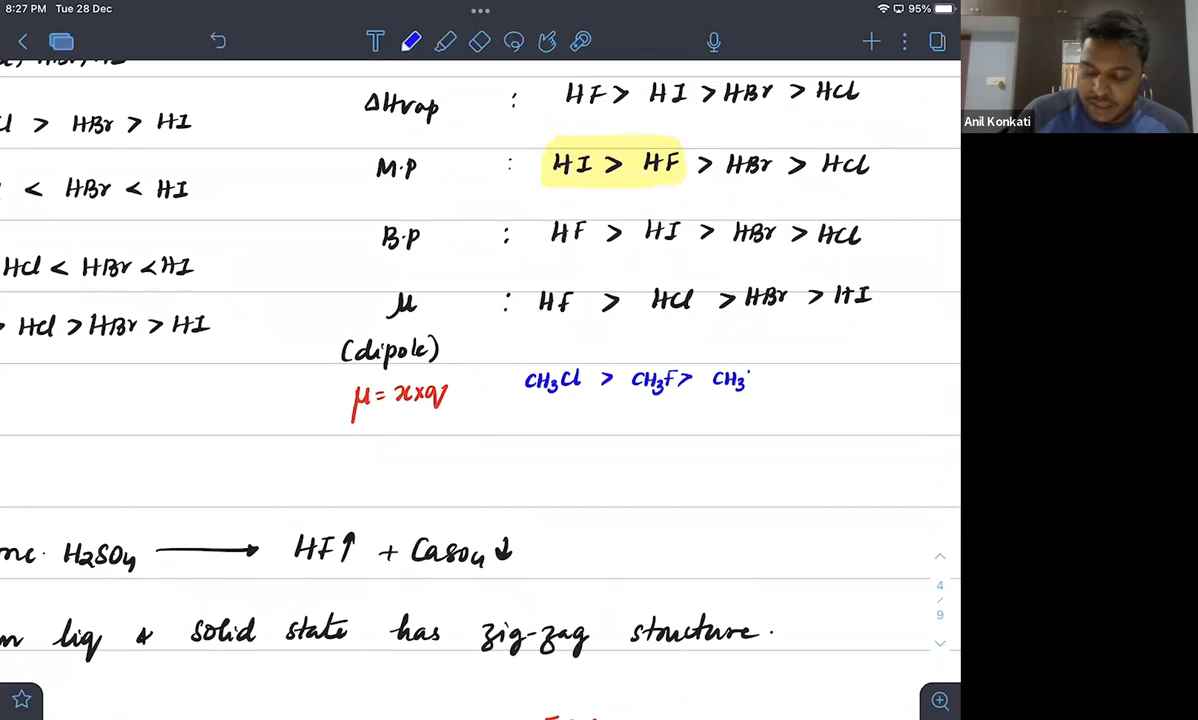 8:27 PM Tue 28 Dec
95%
Anil Konkati
ΔHvap : HF > HI > HBr > HCl
> HBr > HI
M.P : HI > HF > HBr > HCl
< HBr < HI
B.P : HF > HI > HBr > HCl
HCl < HBr < HI
μ : HF > HCl > HBr > HI
> HCl > HBr > HI
(dipole)
CH₃Cl > CH₃F > CH₃
μ = x×q
H₂SO₄ ⟶ HF↑ + CaSO₄↓
4
/
9
liq & solid state has zig-zag structure.